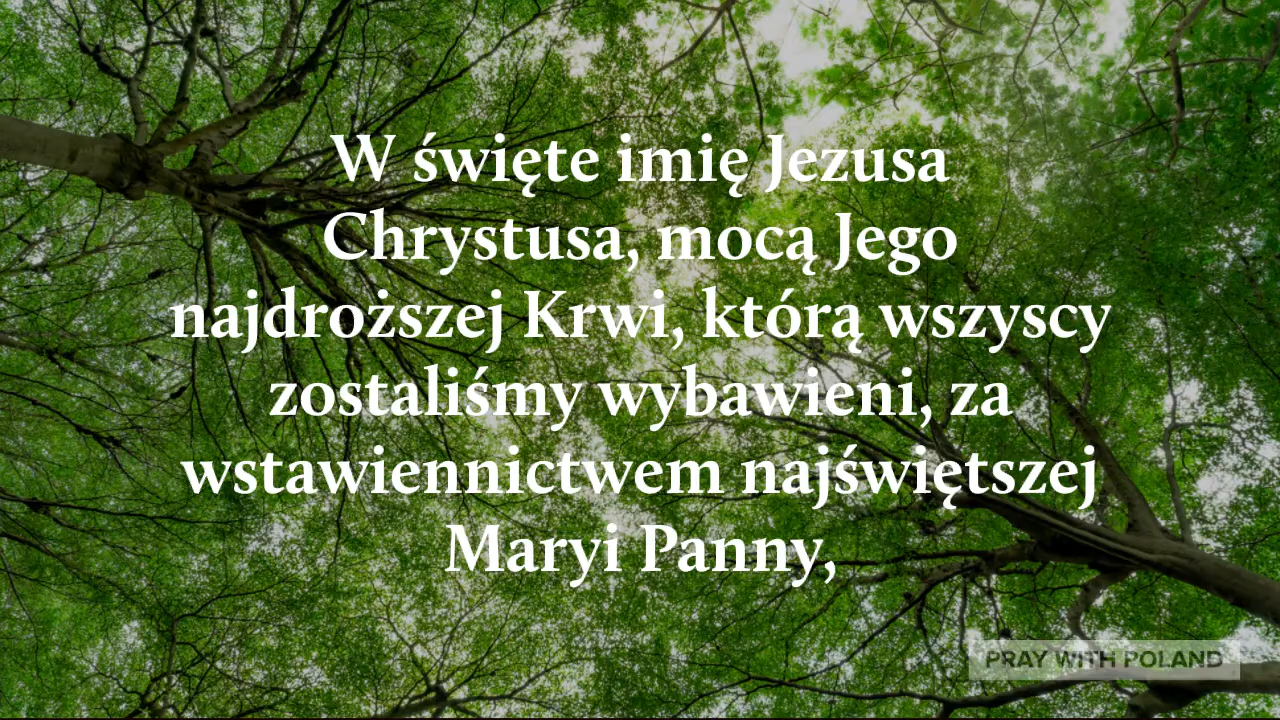 W święte imię Jezusa
Chrystusa, mocą Jego
najdroższej Krwi, którą wszyscy
zostaliśmy wybawieni, za
wstawiennictwem najświętszej
Maryi Panny,
PRAY WITH POLAND